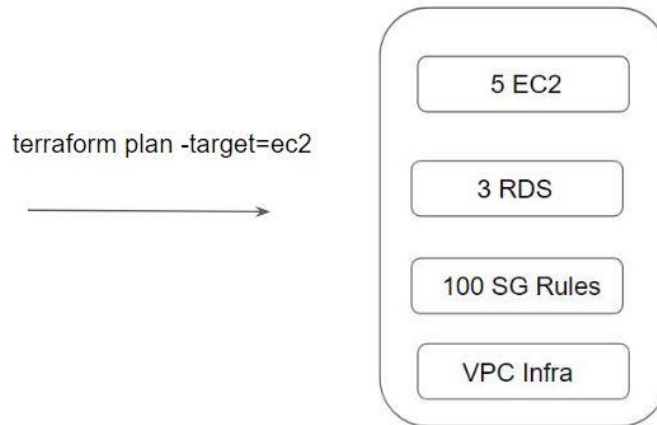 terraform plan -target=ec2
5 EC2
3 RDS
100 SG Rules
VPC Infra